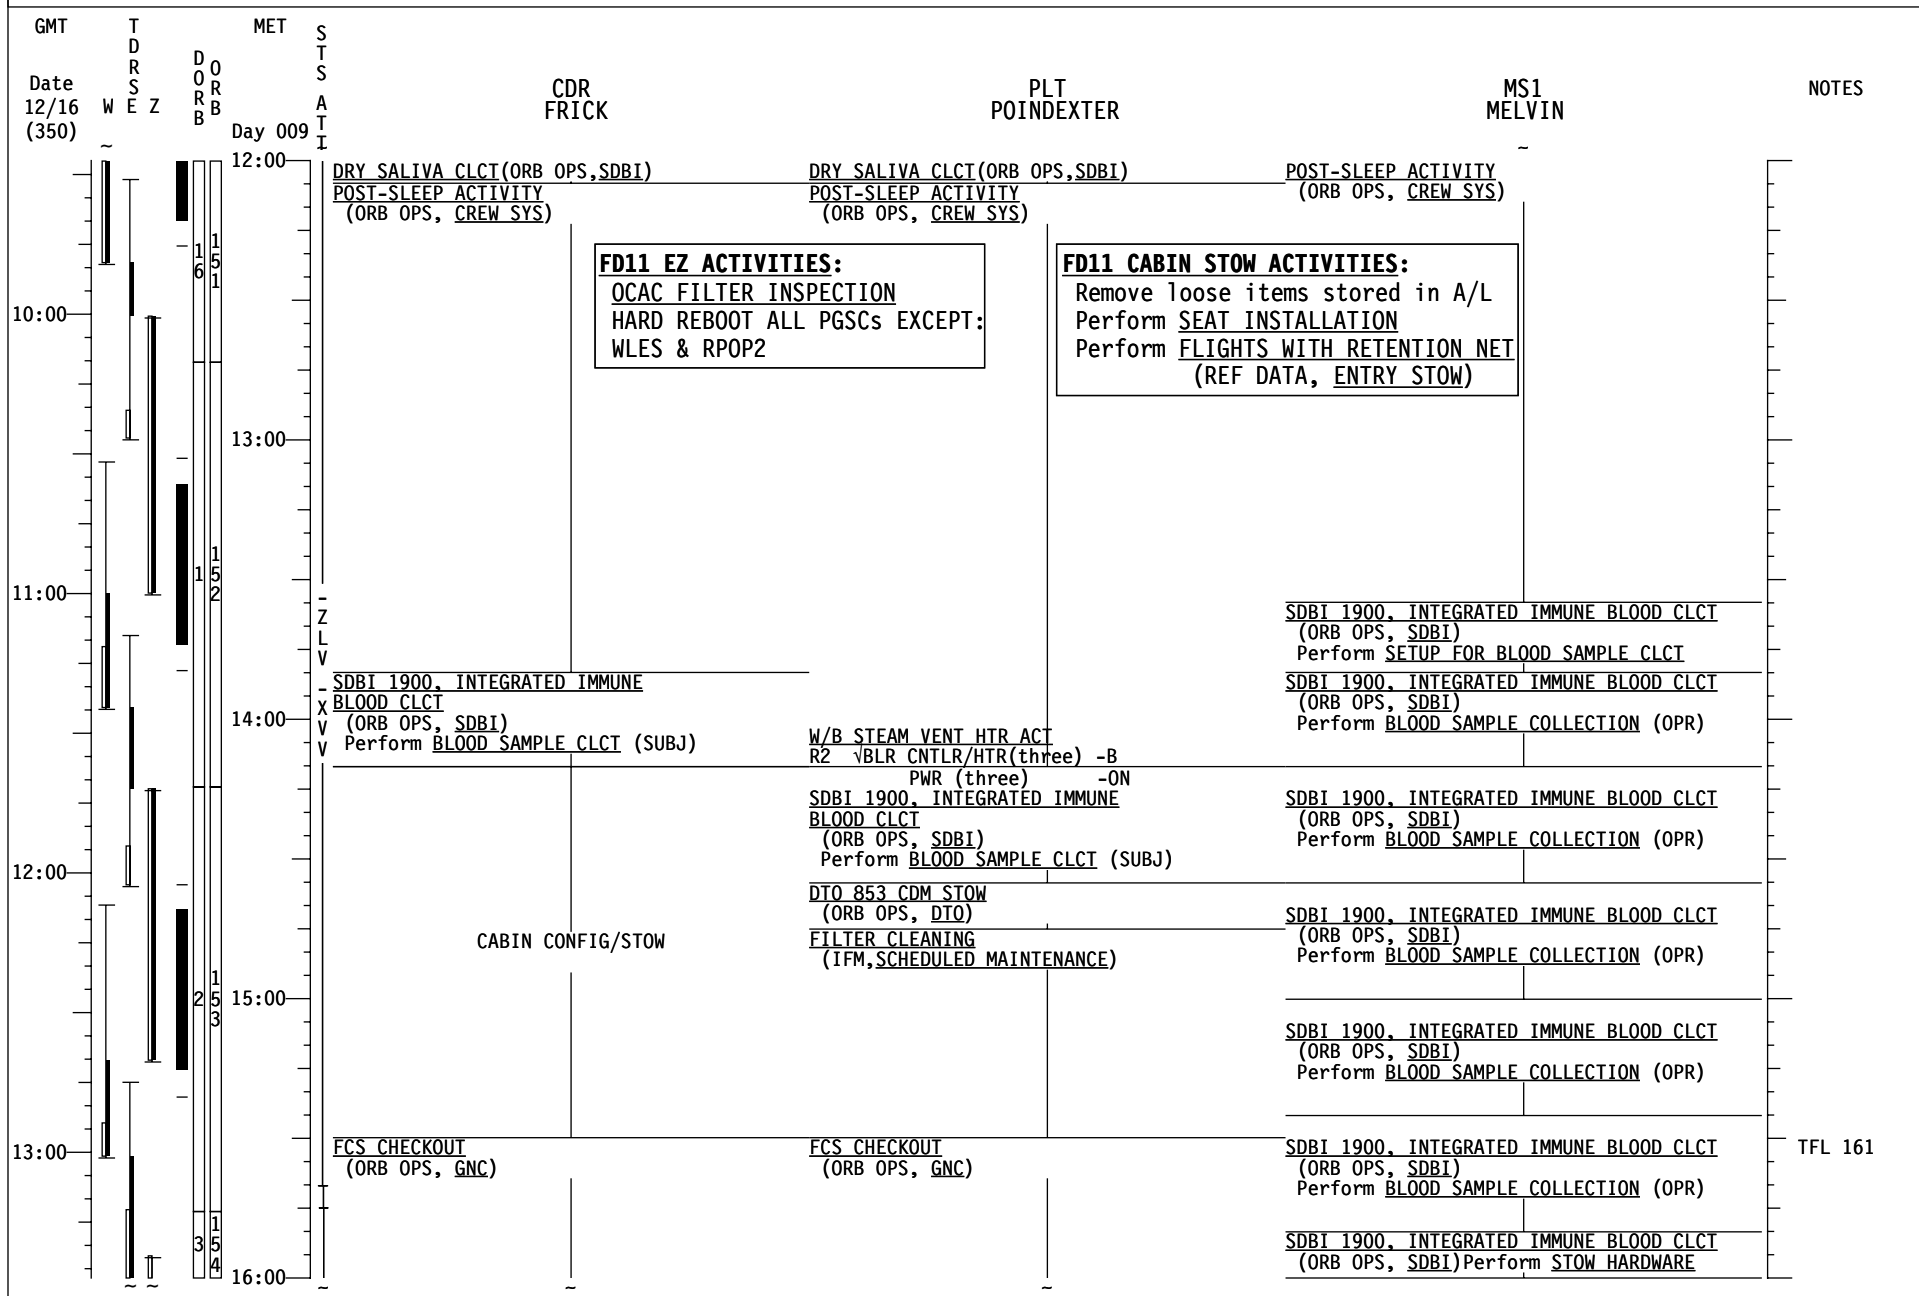 GMT
TDRS
MET
STS ATT
DORB
ORB
Date
12/16
(350)
W E Z
Day 009
CDR
FRICK
PLT
POINDEXTER
MS1
MELVIN
NOTES
~
~
12:00
DRY SALIVA CLCT(ORB OPS,SDBI)
POST-SLEEP ACTIVITY
(ORB OPS, CREW SYS)
DRY SALIVA CLCT(ORB OPS,SDBI)
POST-SLEEP ACTIVITY
(ORB OPS, CREW SYS)
POST-SLEEP ACTIVITY
(ORB OPS, CREW SYS)
16
151
FD11 EZ ACTIVITIES:
OCAC FILTER INSPECTION
HARD REBOOT ALL PGSCs EXCEPT:
WLES & RPOP2
FD11 CABIN STOW ACTIVITIES:
Remove loose items stored in A/L
Perform SEAT INSTALLATION
Perform FLIGHTS WITH RETENTION NET
(REF DATA, ENTRY STOW)
10:00
13:00
1
152
11:00
-ZLV
-XVV
SDBI 1900, INTEGRATED IMMUNE BLOOD CLCT
(ORB OPS, SDBI)
Perform SETUP FOR BLOOD SAMPLE CLCT
SDBI 1900, INTEGRATED IMMUNE
BLOOD CLCT
(ORB OPS, SDBI)
Perform BLOOD SAMPLE CLCT (SUBJ)
SDBI 1900, INTEGRATED IMMUNE BLOOD CLCT
(ORB OPS, SDBI)
Perform BLOOD SAMPLE COLLECTION (OPR)
14:00
W/B STEAM VENT HTR ACT
R2 √BLR CNTLR/HTR(three) -B
PWR (three) -ON
SDBI 1900, INTEGRATED IMMUNE
BLOOD CLCT
(ORB OPS, SDBI)
Perform BLOOD SAMPLE CLCT (SUBJ)
SDBI 1900, INTEGRATED IMMUNE BLOOD CLCT
(ORB OPS, SDBI)
Perform BLOOD SAMPLE COLLECTION (OPR)
12:00
DTO 853 CDM STOW
(ORB OPS, DTO)
CABIN CONFIG/STOW
FILTER CLEANING
(IFM,SCHEDULED MAINTENANCE)
SDBI 1900, INTEGRATED IMMUNE BLOOD CLCT
(ORB OPS, SDBI)
Perform BLOOD SAMPLE COLLECTION (OPR)
2
153
15:00
SDBI 1900, INTEGRATED IMMUNE BLOOD CLCT
(ORB OPS, SDBI)
Perform BLOOD SAMPLE COLLECTION (OPR)
13:00
FCS CHECKOUT
(ORB OPS, GNC)
FCS CHECKOUT
(ORB OPS, GNC)
SDBI 1900, INTEGRATED IMMUNE BLOOD CLCT
(ORB OPS, SDBI)
Perform BLOOD SAMPLE COLLECTION (OPR)
TFL 161
3
154
SDBI 1900, INTEGRATED IMMUNE BLOOD CLCT
(ORB OPS, SDBI)Perform STOW HARDWARE
16:00
~ ~ ~ ~ ~